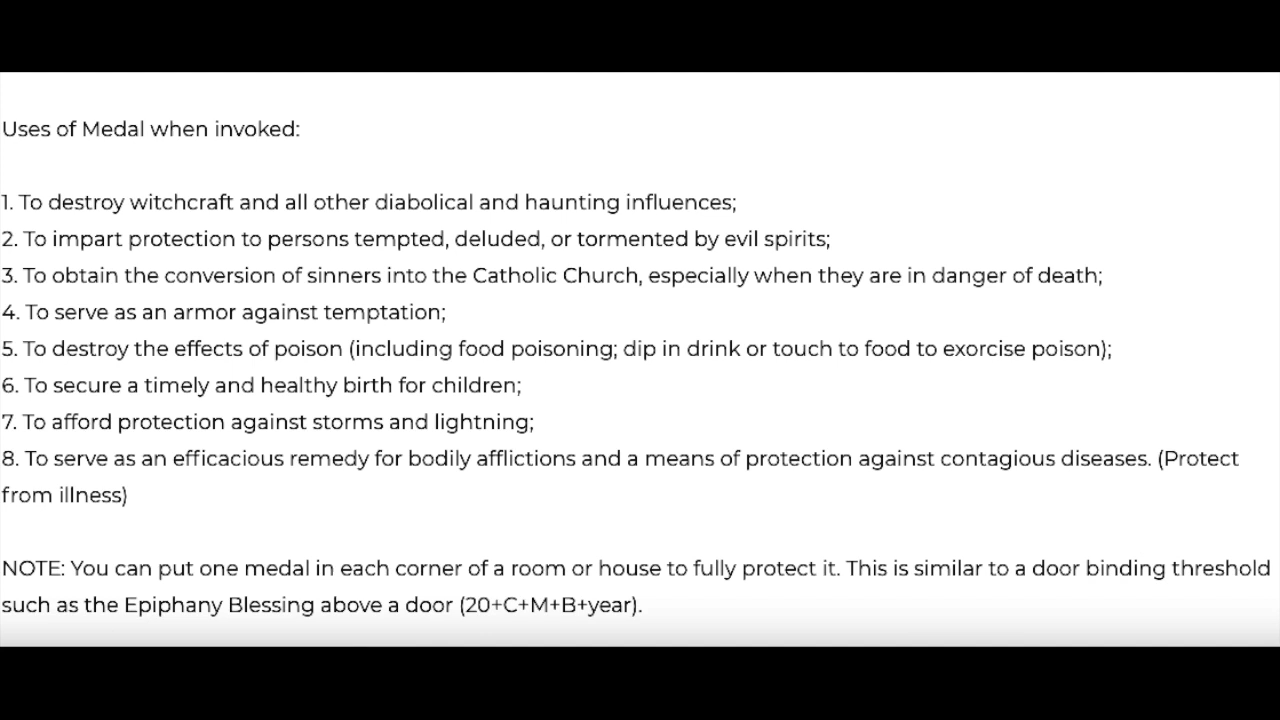 Uses of Medal when invoked:
1. To destroy witchcraft and all other diabolical and haunting influences;
2. To impart protection to persons tempted, deluded, or tormented by evil spirits;
3. To obtain the conversion of sinners into the Catholic Church, especially when they are in danger of death;
4. To serve as an armor against temptation;
5. To destroy the effects of poison (including food poisoning; dip in drink or touch to food to exorcise poison);
6. To secure a timely and healthy birth for children;
7. To afford protection against storms and lightning;
8. To serve as an efficacious remedy for bodily afflictions and a means of protection against contagious diseases. (Protect
from illness)
NOTE: You can put one medal in each corner of a room or house to fully protect it. This is similar to a door binding threshold
such as the Epiphany Blessing above a door (20+C+M+B+year).